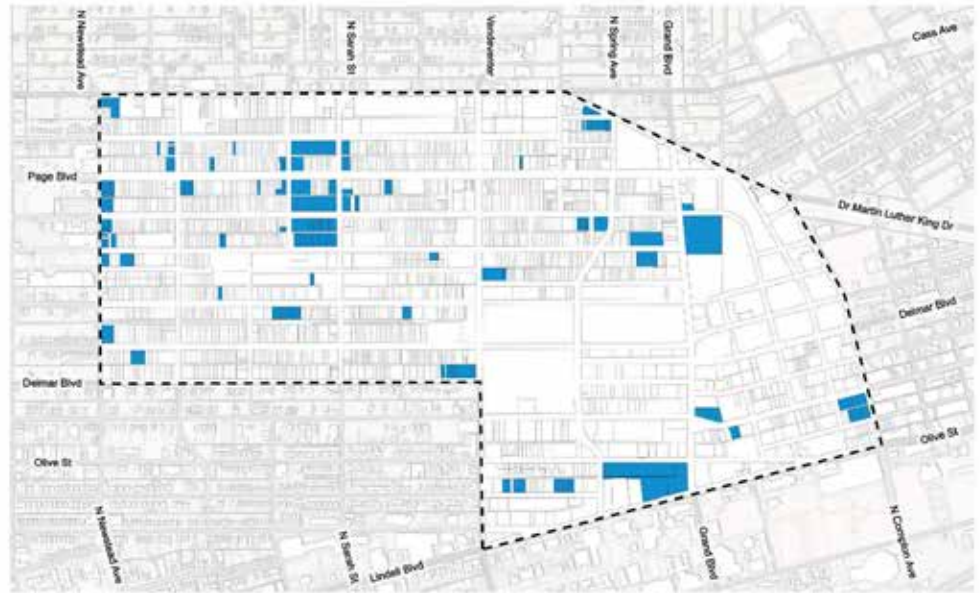 N Newstead Ave
N Sarah St
Vandeventer
N Spring Ave
Grand Blvd
Cass Ave
Page Blvd
Dr Martin Luther King Dr
Delmar Blvd
Delmar Blvd
Olive St
Olive St
N Newstead Ave
N Sarah St
Lindell Blvd
Grand Blvd
N Compton Ave